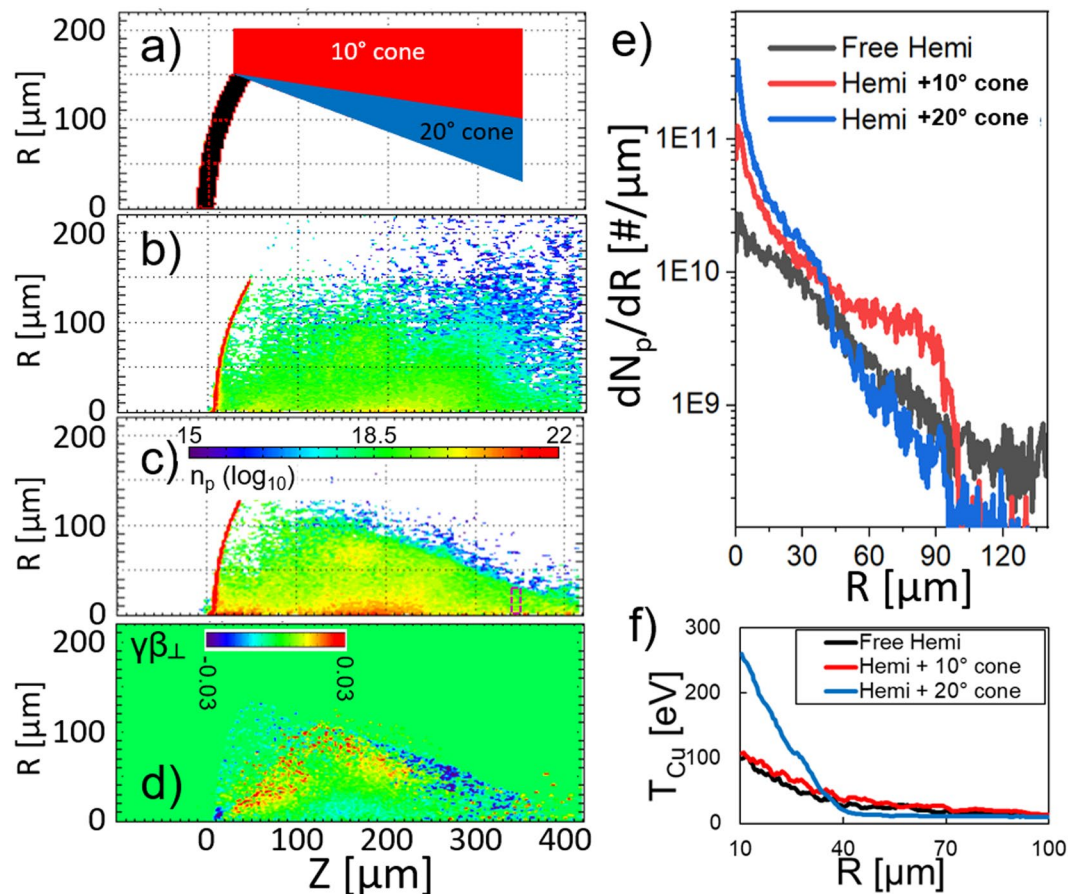 a)
200
100
0
R [µm]
10° cone
20° cone
b)
200
100
0
R [µm]
c)
15 18.5 22
n_p (log₁₀)
200
100
0
R [µm]
d)
γβ⊥
-0.03 0.03
200
100
0
R [µm]
0 100 200 300 400
Z [µm]
e)
Free Hemi
Hemi +10° cone
Hemi +20° cone
dN_p/dR [#/µm]
1E11
1E10
1E9
0 30 60 90 120
R [µm]
f)
Free Hemi
Hemi + 10° cone
Hemi + 20° cone
T_Cu [eV]
300
200
100
0
10 40 70 100
R [µm]